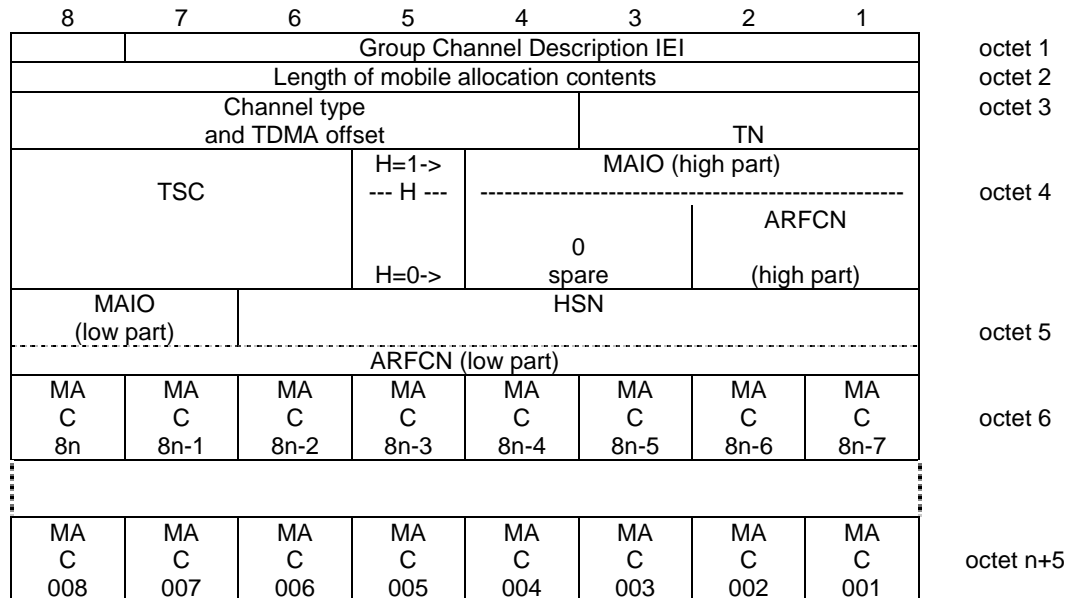 8 7 6 5 4 3 2 1
Group Channel Description IEI octet 1
Length of mobile allocation contents octet 2
Channel type octet 3
and TDMA offset TN
H=1-> MAIO (high part)
TSC --- H --- ---------------------------------------------------- octet 4
ARFCN
0
H=0-> spare (high part)
MAIO HSN
(low part) octet 5
ARFCN (low part)
MA MA MA MA MA MA MA MA
C C C C C C C C octet 6
8n 8n-1 8n-2 8n-3 8n-4 8n-5 8n-6 8n-7
MA MA MA MA MA MA MA MA
C C C C C C C C octet n+5
008 007 006 005 004 003 002 001